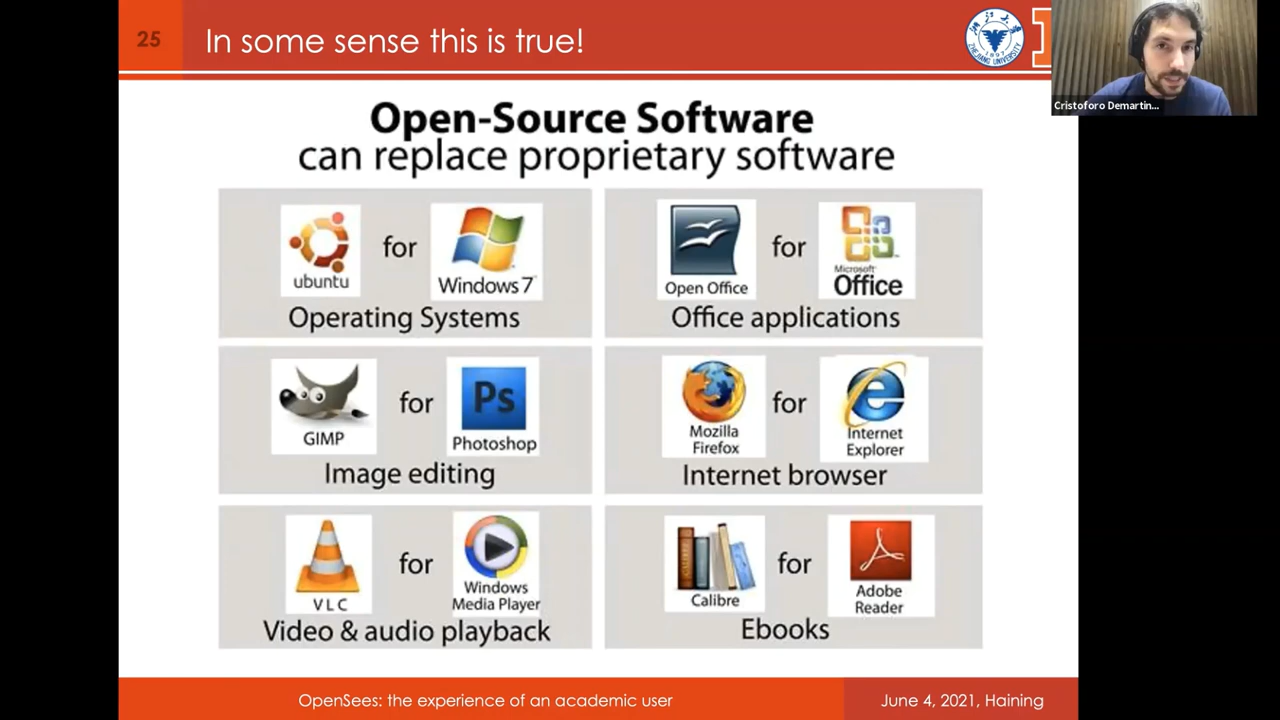 25
In some sense this is true!
Cristoforo Demartin...
Open-Source Software
can replace proprietary software
ubuntu
for
Windows 7
Operating Systems
Open Office
for
Microsoft
Office
Office applications
GIMP
for
Ps
Photoshop
Image editing
Mozilla
Firefox
for
Internet
Explorer
Internet browser
VLC
for
Windows
Media Player
Video & audio playback
Calibre
for
Adobe
Reader
Ebooks
OpenSees: the experience of an academic user
June 4, 2021, Haining